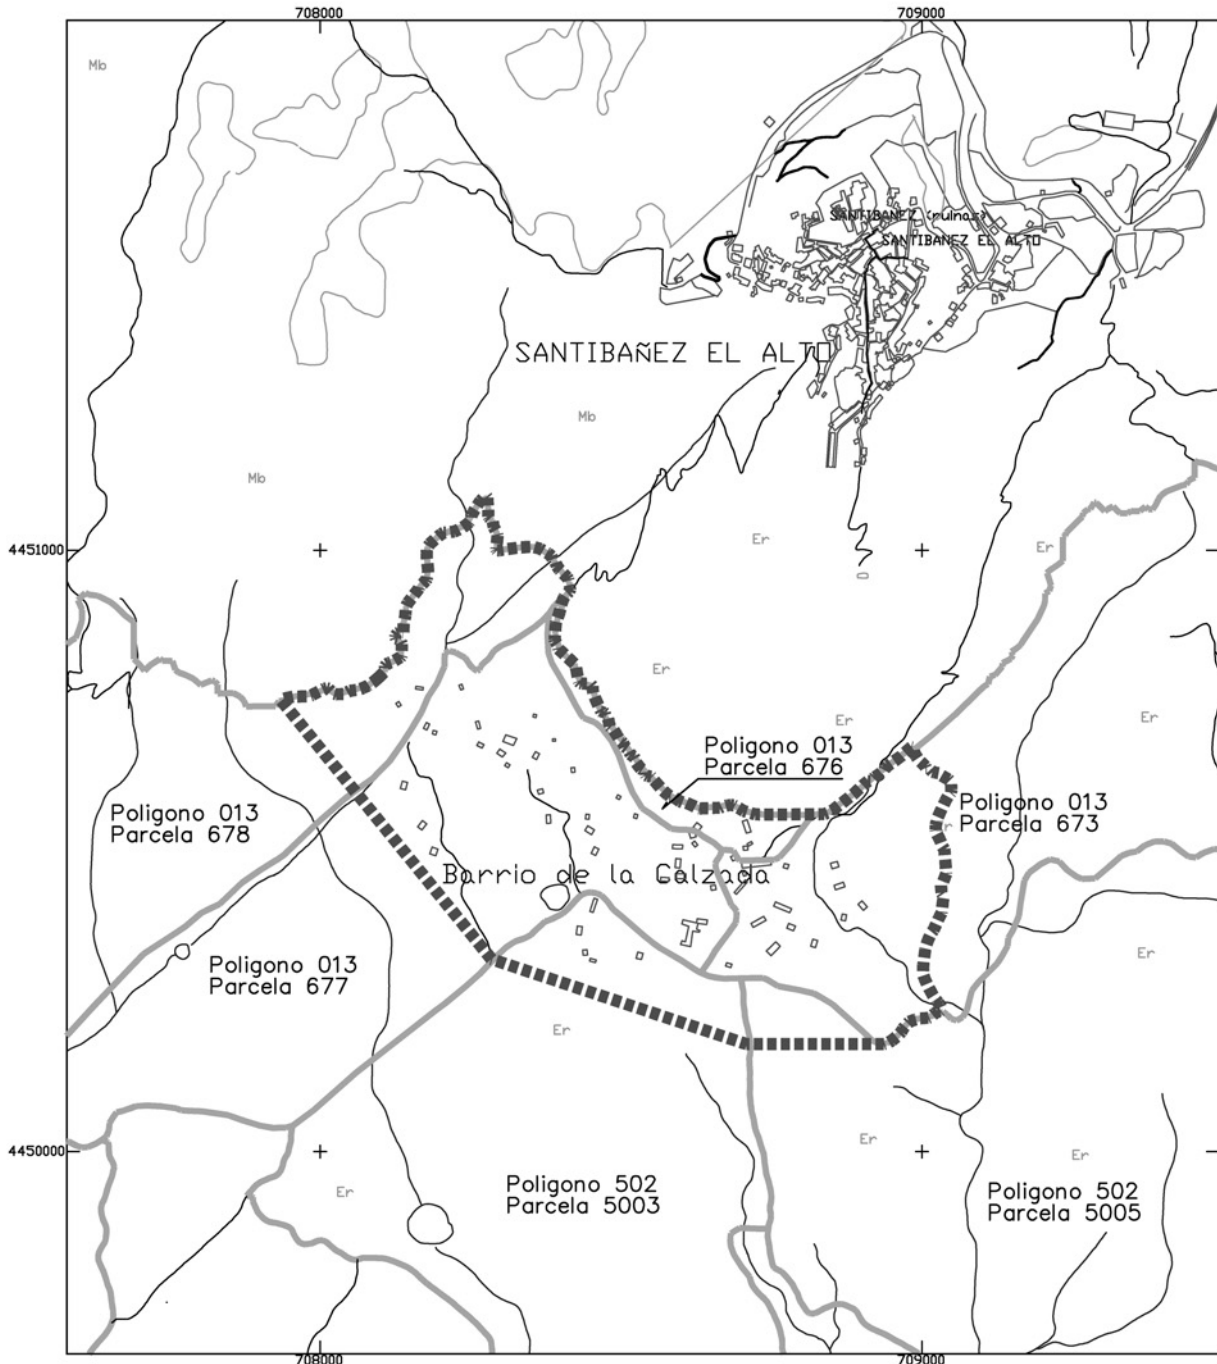 708000
709000
Mb
SANTIBAÑEZ (ruinas)
SANTIBAÑEZ EL ALTO
SANTIBAÑEZ EL ALTO
Mb
Mb
Er
4451000
Er
Er
Er
Er
Poligono 013
Parcela 676
Poligono 013
Parcela 678
Poligono 013
Parcela 673
Barrio de la Calzada
Er
Poligono 013
Parcela 677
Er
Er
4450000
Er
Er
Poligono 502
Parcela 5003
Poligono 502
Parcela 5005
708000
709000